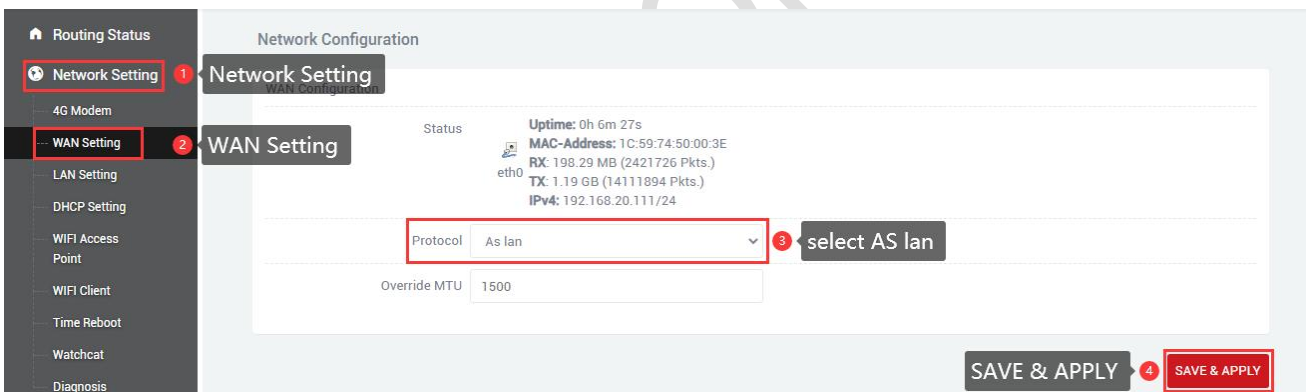 Routing Status
Network Setting
4G Modem
WAN Setting
LAN Setting
DHCP Setting
WIFI Access
Point
WIFI Client
Time Reboot
Watchcat
Diagnosis
1 Network Setting
2 WAN Setting
Network Configuration
WAN Configuration
Status
eth0
Uptime: 0h 6m 27s
MAC-Address: 1C:59:74:50:00:3E
RX: 198.29 MB (2421726 Pkts.)
TX: 1.19 GB (14111894 Pkts.)
IPv4: 192.168.20.111/24
Protocol As lan
3 select AS lan
Override MTU 1500
SAVE & APPLY 4 SAVE & APPLY